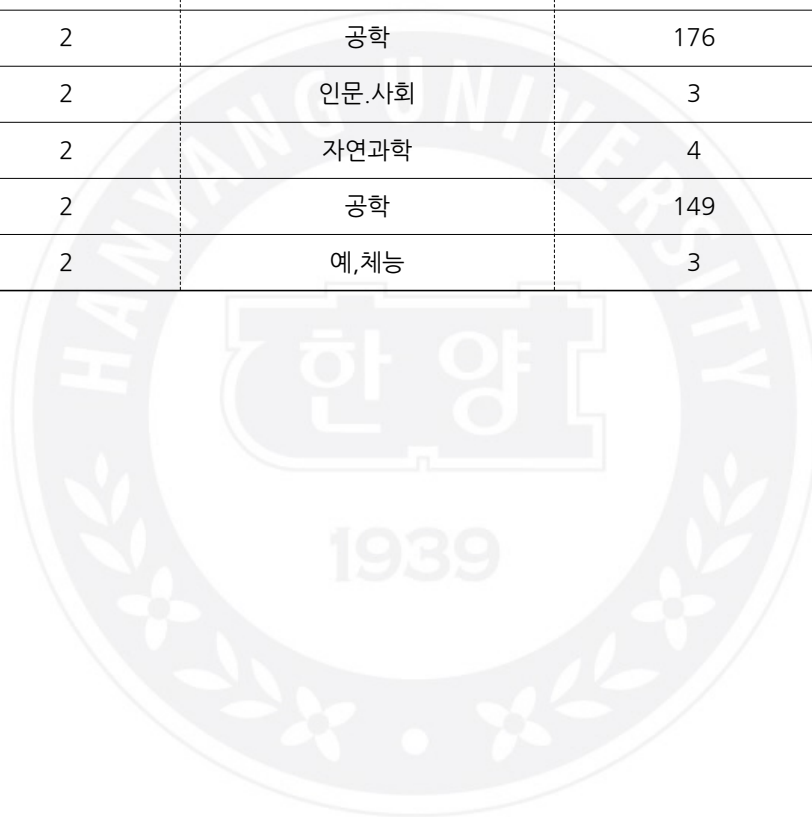 2 공학 176
2 인문.사회 3
2 자연과학 4
2 공학 149
2 예,체능 3
HANYANG UNIVERSITY
한양
1939